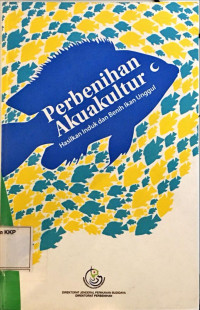 Perbenihan
Akuakultur
Hasilkan Induk dan Benih Ikan Unggul
n KKP
DIREKTORAT JENDERAL PERIKANAN BUDIDAYA
DIREKTORAT PERBENIHAN